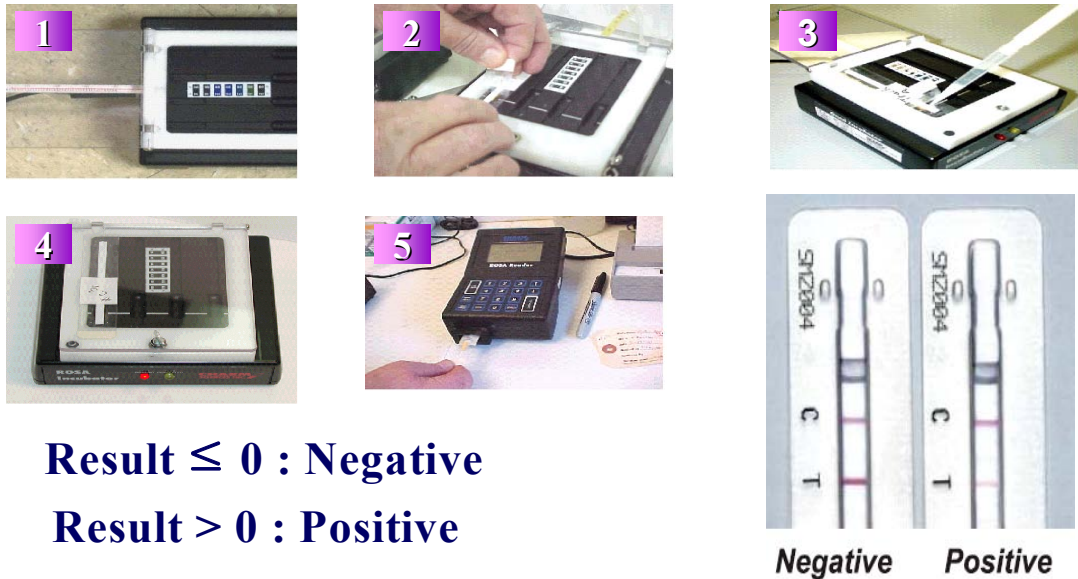 1
2
3
4
ROSA
Incubator
5
ROSA Reader
SMZ004
C
T
SMZ004
C
T
Negative Positive
Result ≤ 0 : Negative
Result > 0 : Positive